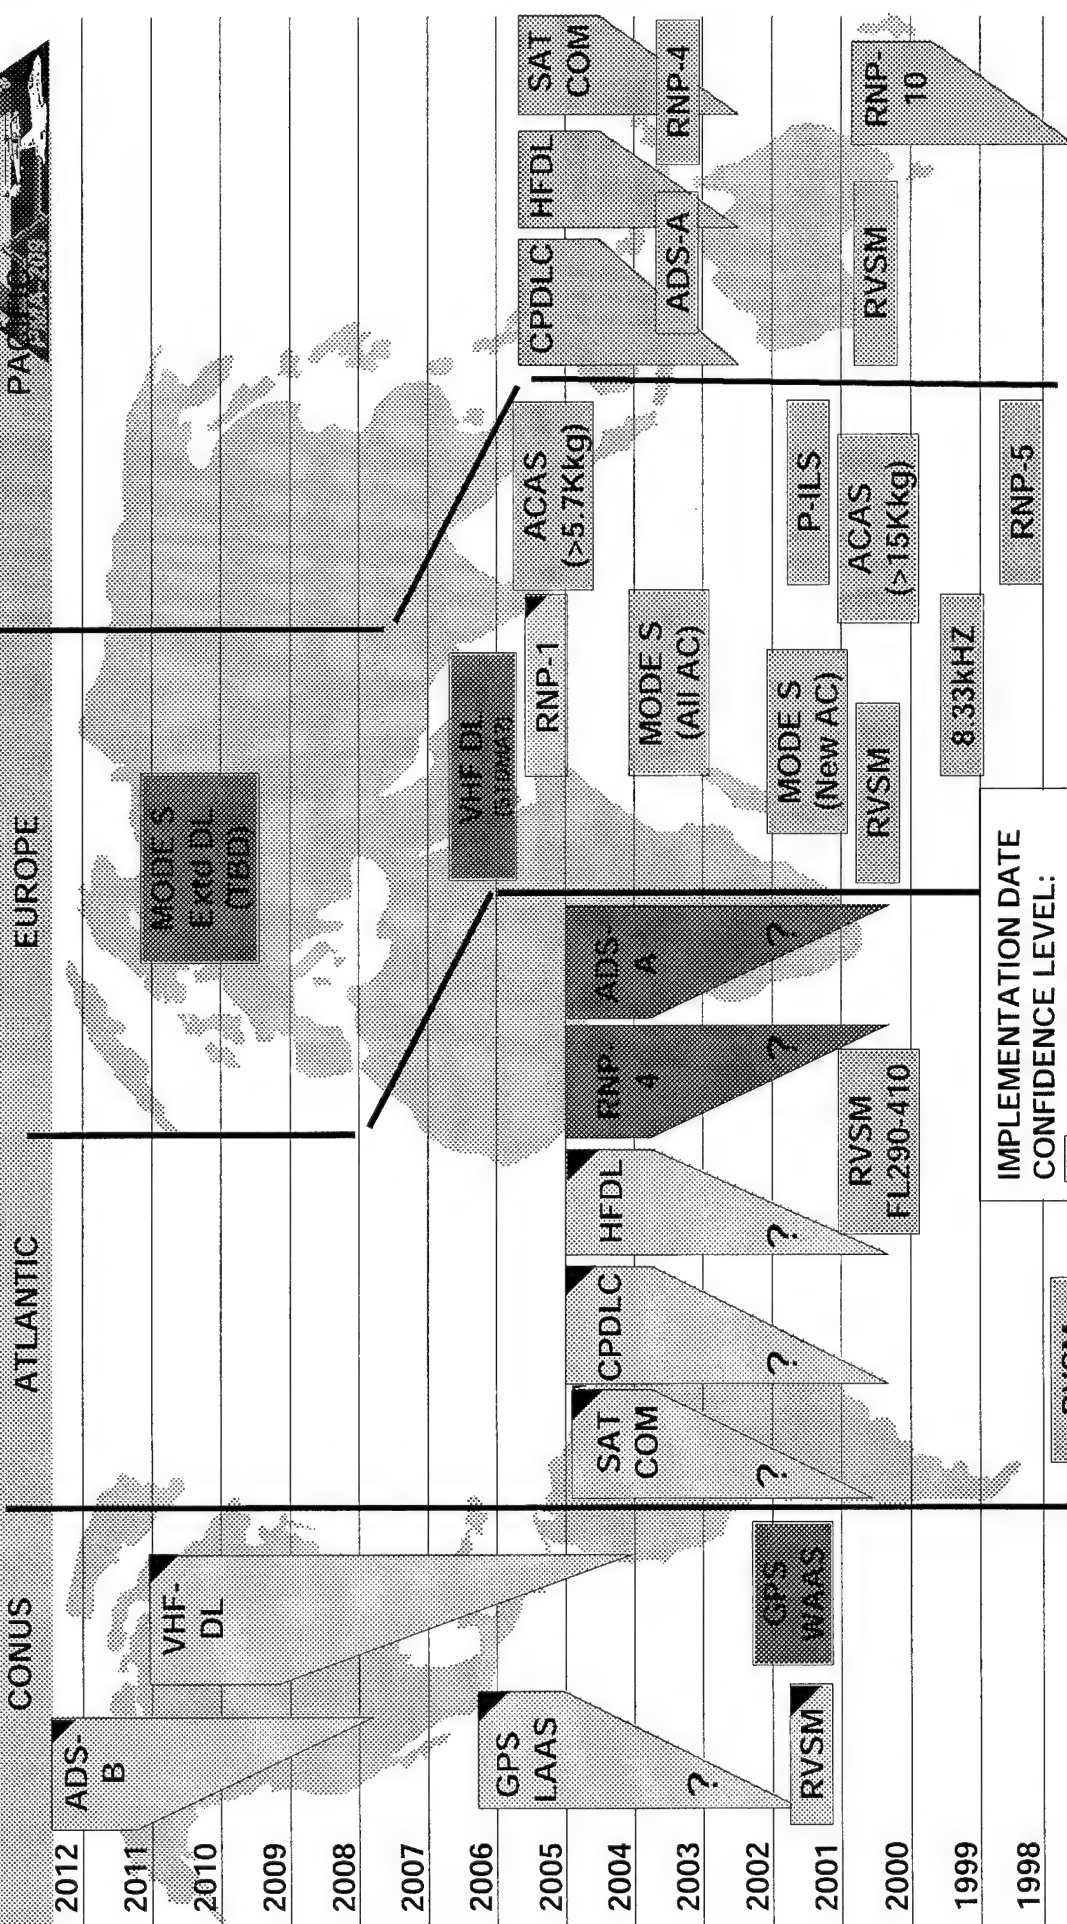 CONUS
ATLANTIC
EUROPE
PACIFIC
2012
2011
2010
2009
2008
2007
2006
2005
2004
2003
2002
2001
2000
1999
1998
ADS-
B
VHF-
DL
GPS
LAAS
?
RVSM
GPS
WAAS
SAT
COM
?
CPDLC
?
HFDL
?
RNP-
4
?
ADS-
A
?
RVSM
FL290-410
MODE S
Extd DL
(TBD)
VHF DL
RNP-1
ACAS
(>5.7Kkg)
MODE S
(All AC)
MODE S
(New AC)
P-ILS
ACAS
(>15Kkg)
RVSM
8.33kHZ
RNP-5
CPDLC
HFDL
SAT
COM
ADS-A
RNP-4
RVSM
RNP-
10
IMPLEMENTATION DATE
CONFIDENCE LEVEL: